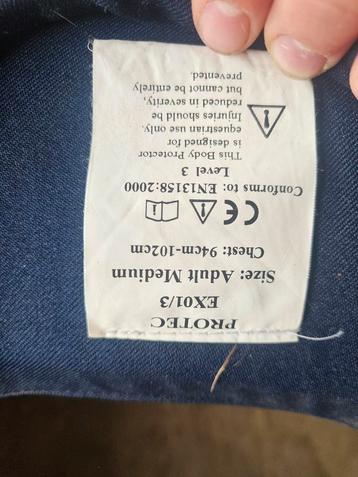 PROTEC
EX01/3
Size: Adult Medium
Chest: 94cm-102cm
CE
Conforms to: EN13158:2000
Level 3
This Body Protector
is designed for
equestrian use only.
Injuries should be
reduced in severity,
but cannot be entirely
prevented.